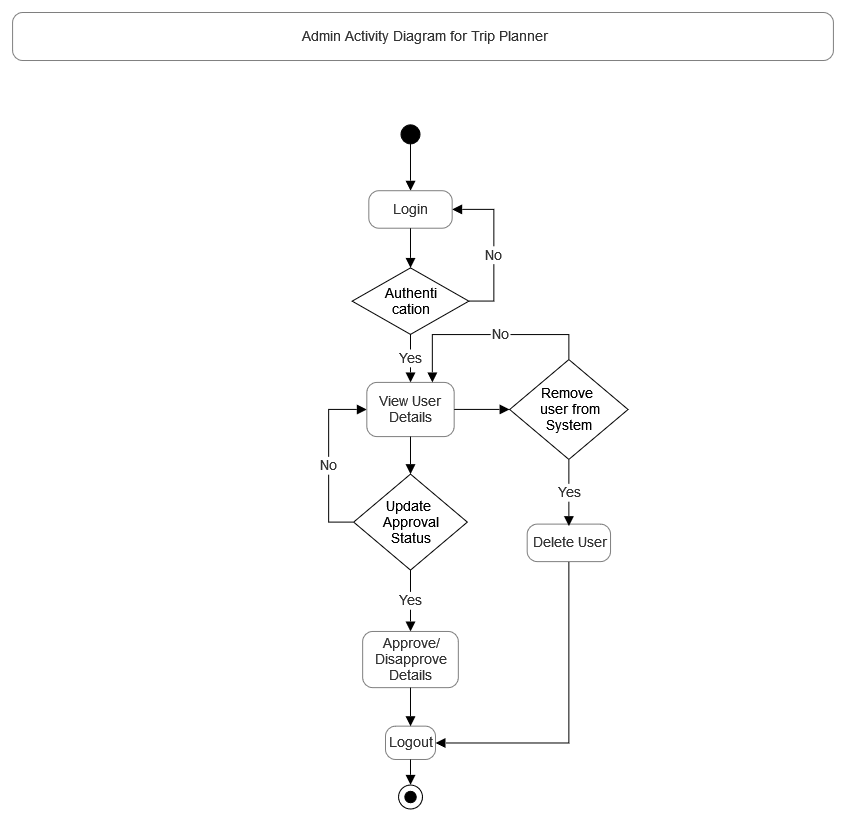 Admin Activity Diagram for Trip Planner
Login
No
Authenti
cation
No
Yes
View User
Details
Remove
user from
System
No
Yes
Update
Approval
Status
Delete User
Yes
Approve/
Disapprove
Details
Logout